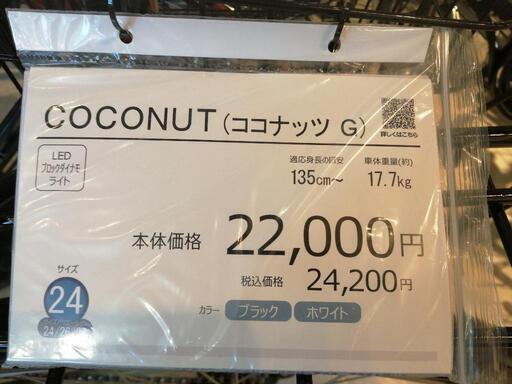 COCONUT(ココナッツ G)
詳しくはこちら
LED
ブロックダイナモ
ライト
適応身長の目安 車体重量(約)
135cm〜 17.7kg
本体価格 22,000円
税込価格 24,200円
サイズ
24
24/26
カラー ブラック ホワイト